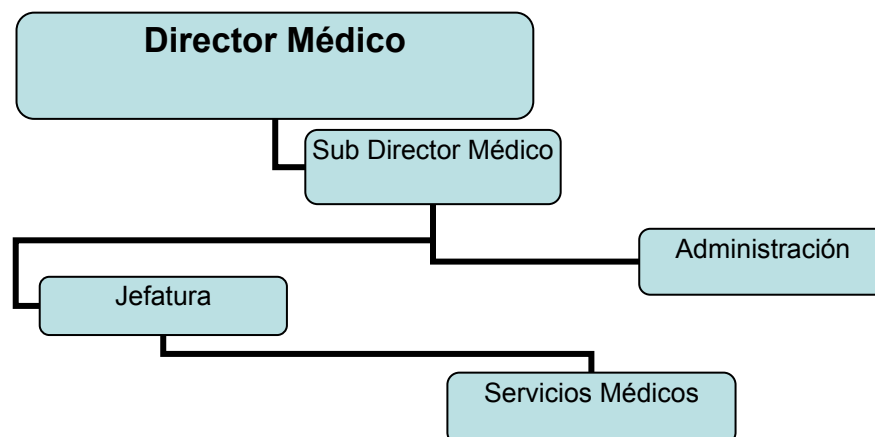 Director Médico
Sub Director Médico
Administración
Jefatura
Servicios Médicos